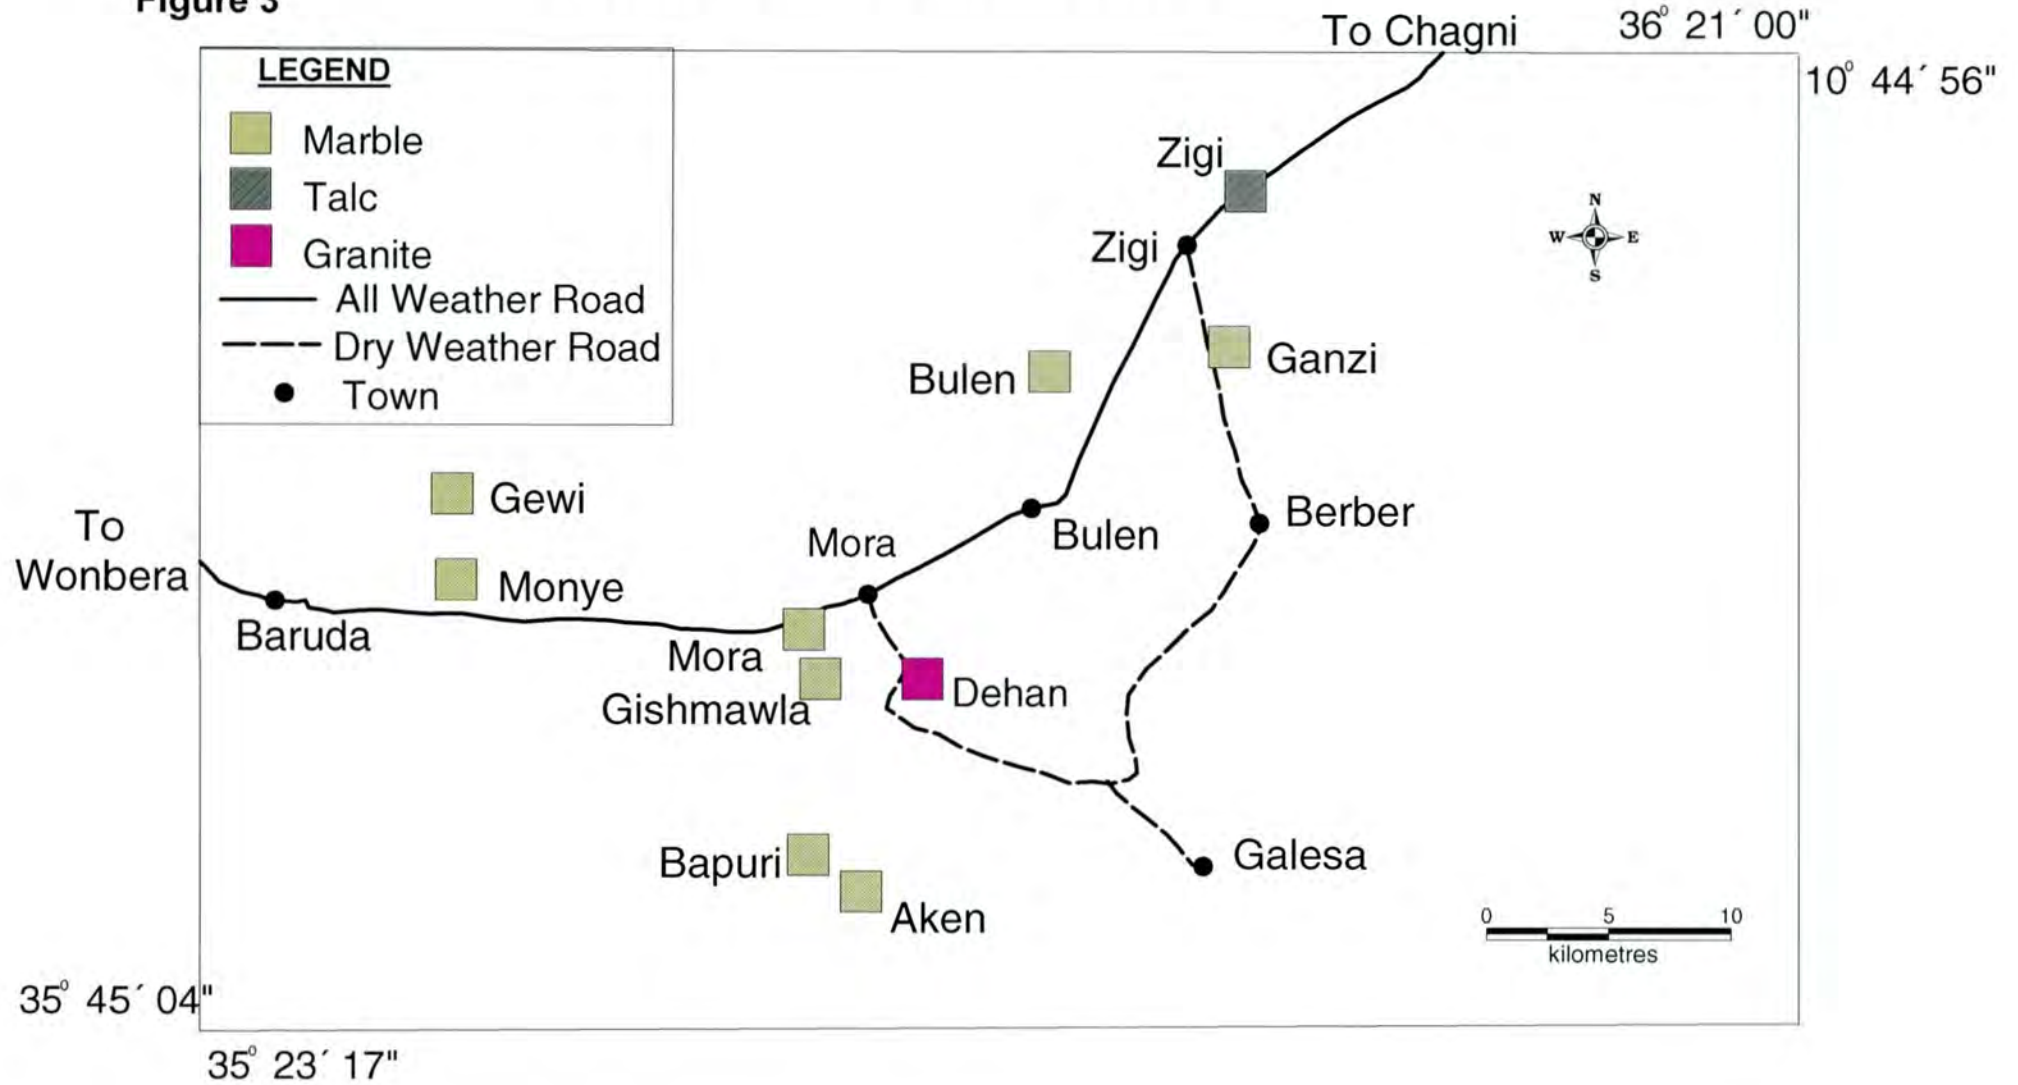 Figure 3
To Chagni
36° 21´ 00"
10° 44´ 56"
LEGEND
Marble
Talc
Granite
All Weather Road
Dry Weather Road
Town
Zigi
Zigi
N
W
E
S
Bulen
Ganzi
Gewi
Berber
To
Wonbera
Bulen
Mora
Monye
Baruda
Mora
Gishmawla
Dehan
Bapuri
Galesa
Aken
0
5
10
kilometres
35° 45´ 04"
35° 23´ 17"